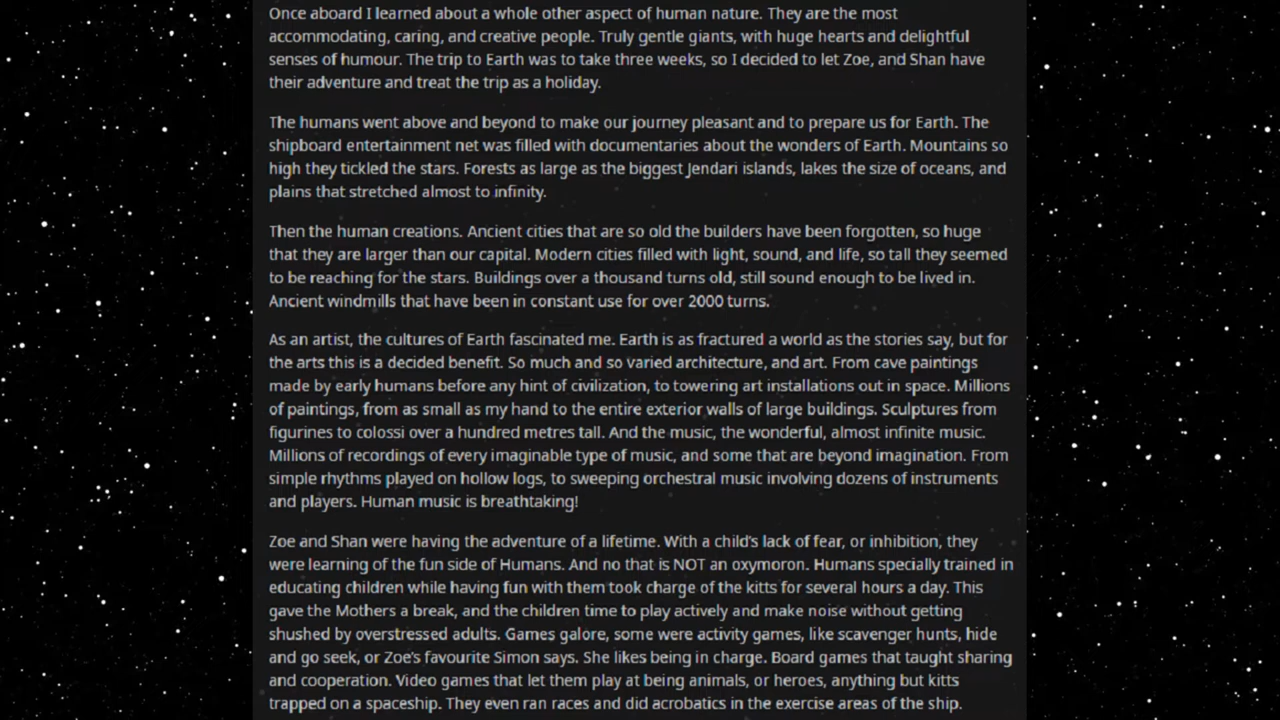 Once aboard I learned about a whole other aspect of human nature. They are the most
accommodating, caring, and creative people. Truly gentle giants, with huge hearts and delightful
senses of humour. The trip to Earth was to take three weeks, so I decided to let Zoe, and Shan have
their adventure and treat the trip as a holiday.
The humans went above and beyond to make our journey pleasant and to prepare us for Earth. The
shipboard entertainment net was filled with documentaries about the wonders of Earth. Mountains so
high they tickled the stars. Forests as large as the biggest Jendari islands, lakes the size of oceans, and
plains that stretched almost to infinity.
Then the human creations. Ancient cities that are so old the builders have been forgotten, so huge
that they are larger than our capital. Modern cities filled with light, sound, and life, so tall they seemed
to be reaching for the stars. Buildings over a thousand turns old, still sound enough to be lived in.
Ancient windmills that have been in constant use for over 2000 turns.
As an artist, the cultures of Earth fascinated me. Earth is as fractured a world as the stories say, but for
the arts this is a decided benefit. So much and so varied architecture, and art. From cave paintings
made by early humans before any hint of civilization, to towering art installations out in space. Millions
of paintings, from as small as my hand to the entire exterior walls of large buildings. Sculptures from
figurines to colossi over a hundred metres tall. And the music, the wonderful, almost infinite music.
Millions of recordings of every imaginable type of music, and some that are beyond imagination. From
simple rhythms played on hollow logs, to sweeping orchestral music involving dozens of instruments
and players. Human music is breathtaking!
Zoe and Shan were having the adventure of a lifetime. With a child's lack of fear, or inhibition, they
were learning of the fun side of Humans. And no that is NOT an oxymoron. Humans specially trained in
educating children while having fun with them took charge of the kitts for several hours a day. This
gave the Mothers a break, and the children time to play actively and make noise without getting
shushed by overstressed adults. Games galore, some were activity games, like scavenger hunts, hide
and go seek, or Zoe's favourite Simon says. She likes being in charge. Board games that taught sharing
and cooperation. Video games that let them play at being animals, or heroes, anything but kitts
trapped on a spaceship. They even ran races and did acrobatics in the exercise areas of the ship.